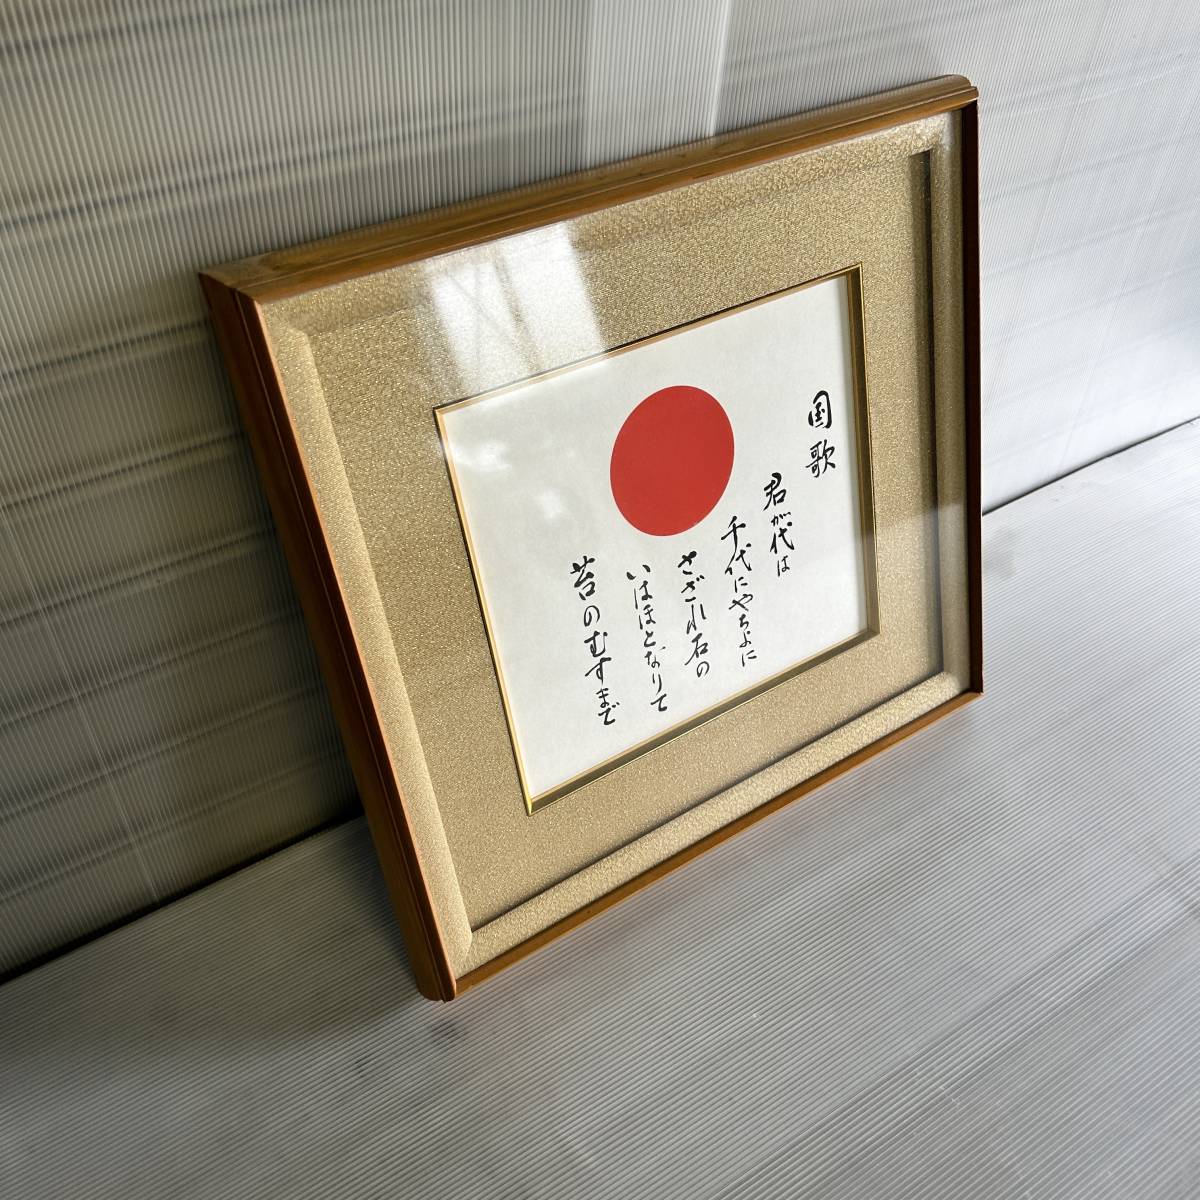 国歌
君が代は
千代にやちよに
さざれ石の
いはほとなりて
苔のむすまで